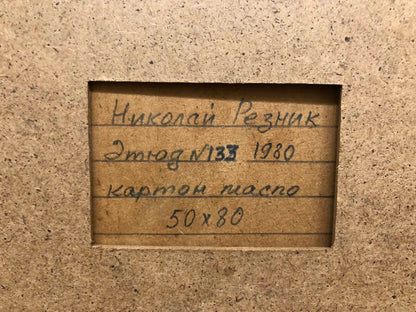 Николай Резник
Этюд №133 1980
картон масло
50х80